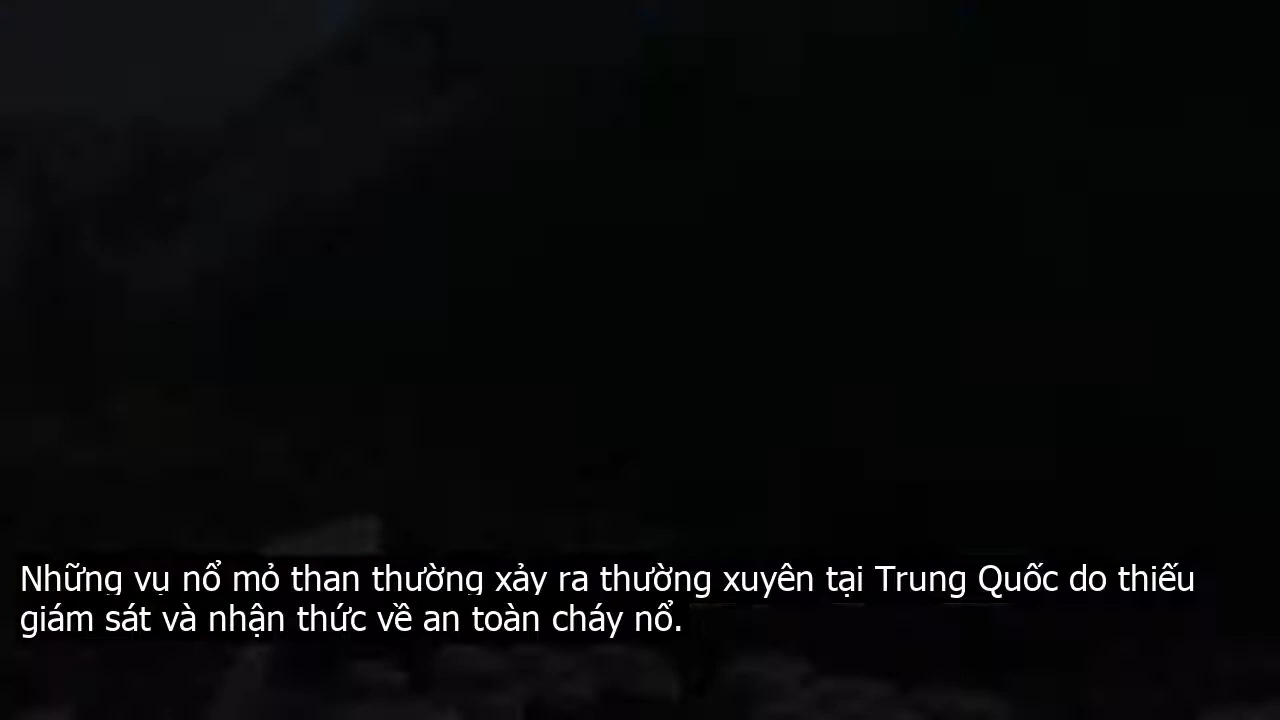 Những vụ nổ mỏ than thường xảy ra thường xuyên tại Trung Quốc do thiếu
giám sát và nhận thức về an toàn cháy nổ.